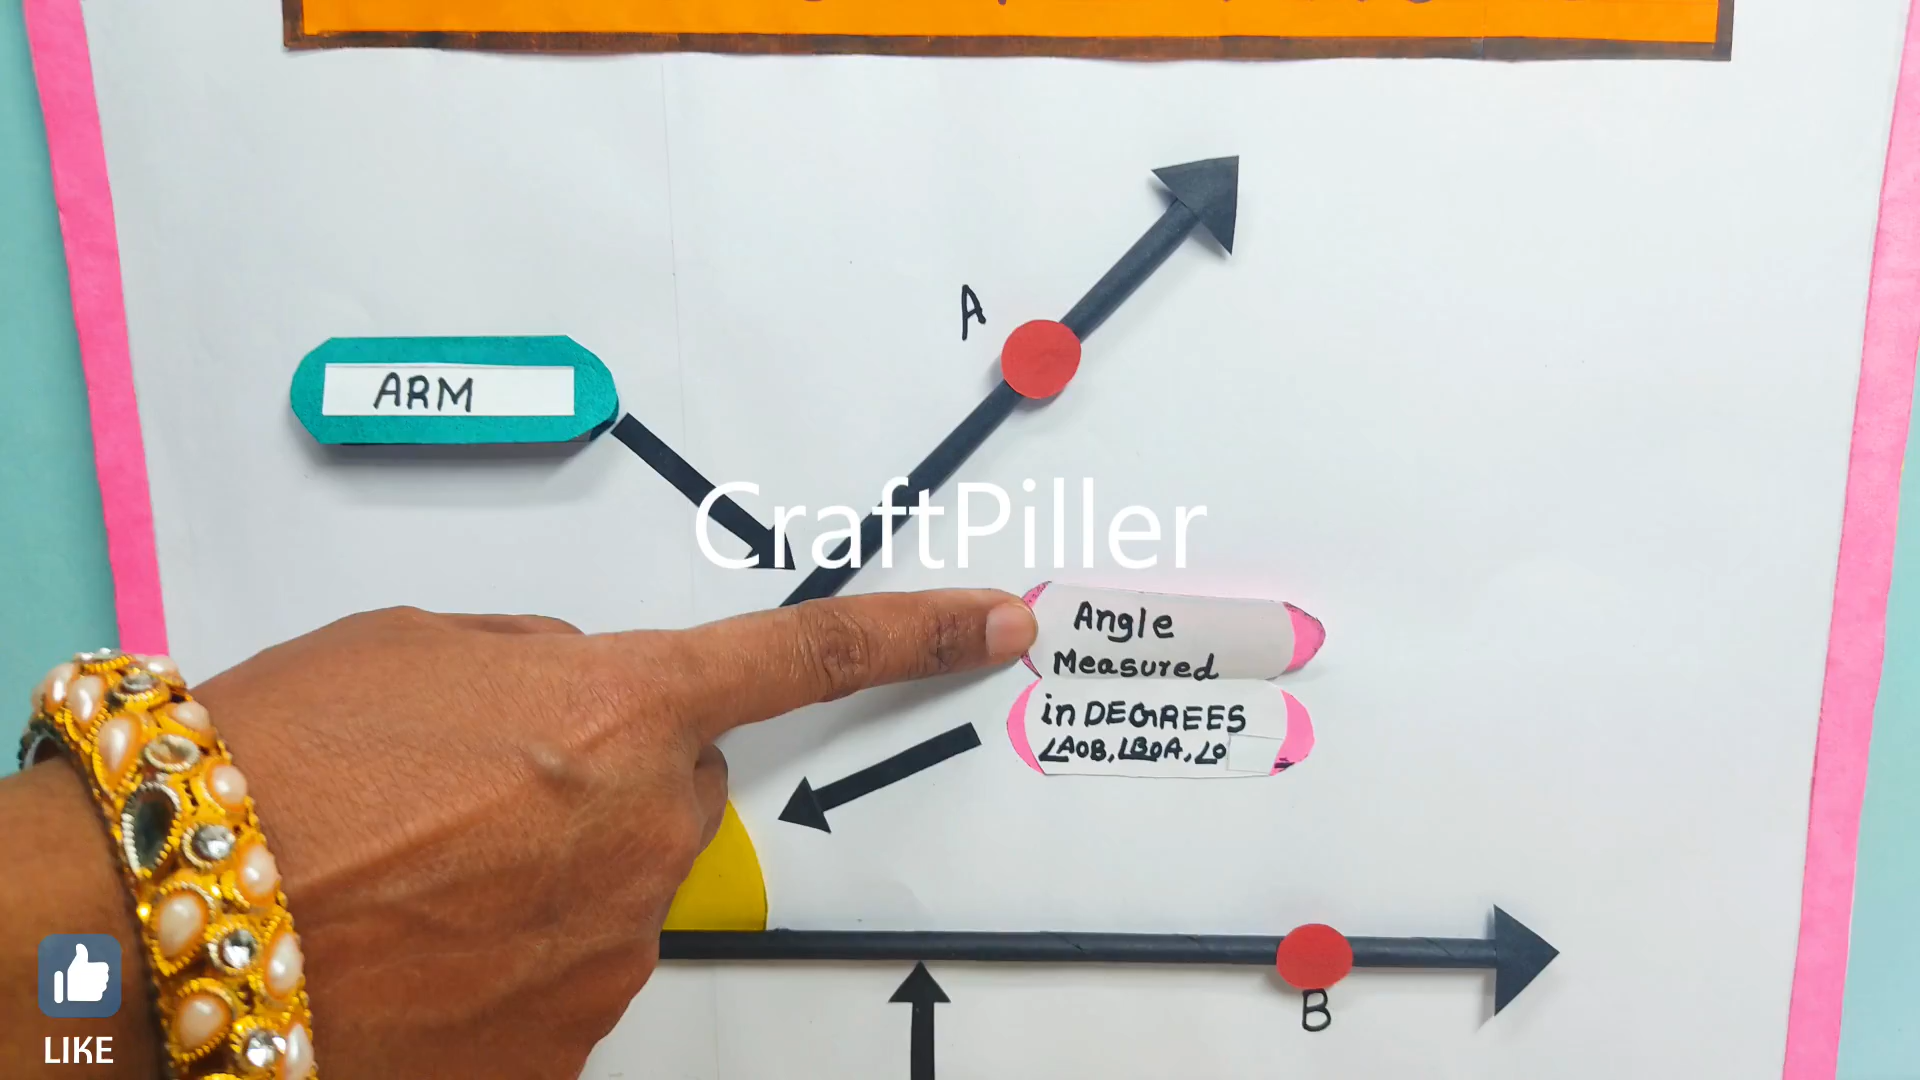 A
ARM
CraftPiller
Angle
Measured
in DEGREES
∠AOB, ∠BOA, ∠O
B
LIKE